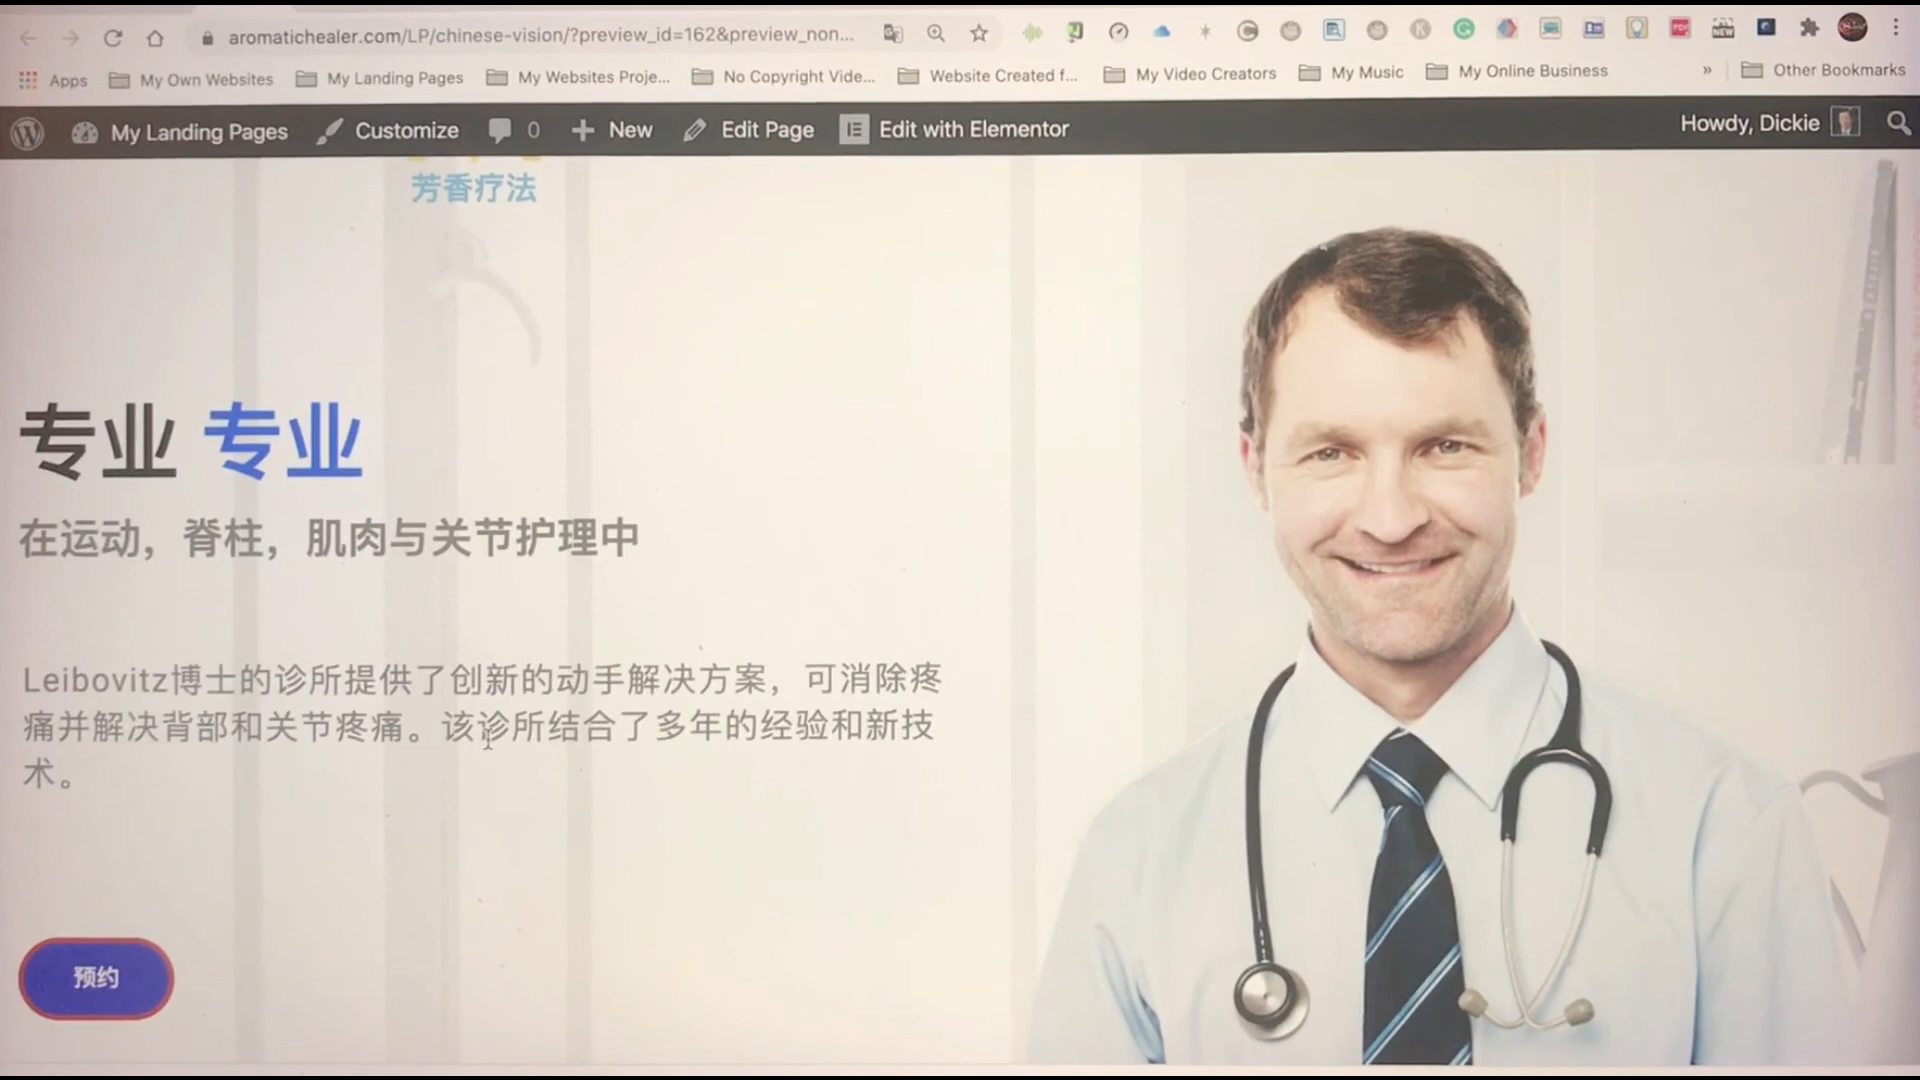 aromatichealer.com/LP/chinese-vision/?preview_id=162&preview_non...
Apps
My Own Websites
My Landing Pages
My Websites Proje...
No Copyright Vide...
Website Created f...
My Video Creators
My Music
My Online Business
»
Other Bookmarks
My Landing Pages
Customize
0
New
Edit Page
Edit with Elementor
Howdy, Dickie
芳香疗法
专业 专业
在运动，脊柱，肌肉与关节护理中
Leibovitz博士的诊所提供了创新的动手解决方案，可消除疼
痛并解决背部和关节疼痛。该诊所结合了多年的经验和新技
术。
预约